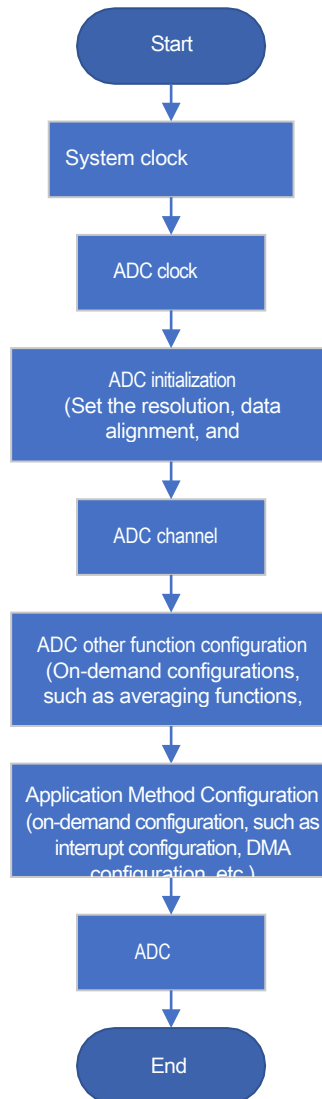 Start
System clock
ADC clock
ADC initialization
(Set the resolution, data
alignment, and
ADC channel
ADC other function configuration
(On-demand configurations,
such as averaging functions,
Application Method Configuration
(on-demand configuration, such as
interrupt configuration, DMA
configuration, etc.)
ADC
End